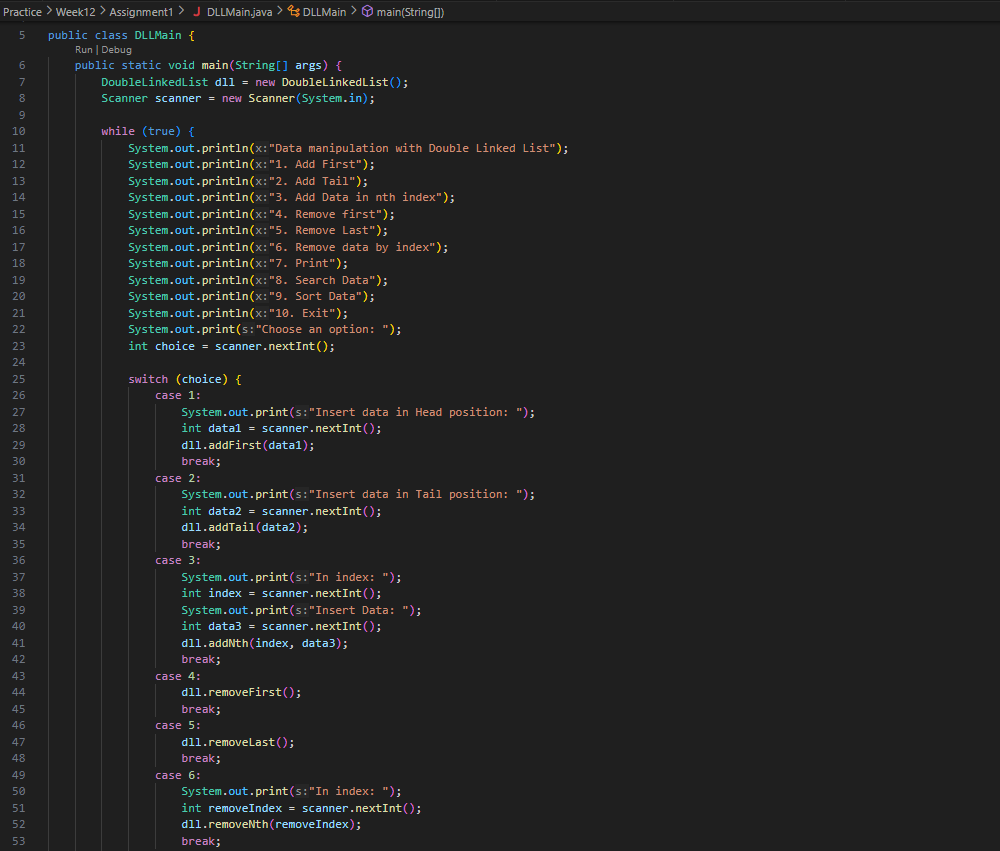 Practice > Week12 > Assignment1 > J DLLMain.java > DLLMain > main(String[])
5 public class DLLMain {
Run | Debug
6 public static void main(String[] args) {
7 DoubleLinkedList dll = new DoubleLinkedList();
8 Scanner scanner = new Scanner(System.in);
9
10 while (true) {
11 System.out.println(x:"Data manipulation with Double Linked List");
12 System.out.println(x:"1. Add First");
13 System.out.println(x:"2. Add Tail");
14 System.out.println(x:"3. Add Data in nth index");
15 System.out.println(x:"4. Remove first");
16 System.out.println(x:"5. Remove Last");
17 System.out.println(x:"6. Remove data by index");
18 System.out.println(x:"7. Print");
19 System.out.println(x:"8. Search Data");
20 System.out.println(x:"9. Sort Data");
21 System.out.println(x:"10. Exit");
22 System.out.print(s:"Choose an option: ");
23 int choice = scanner.nextInt();
24
25 switch (choice) {
26 case 1:
27 System.out.print(s:"Insert data in Head position: ");
28 int data1 = scanner.nextInt();
29 dll.addFirst(data1);
30 break;
31 case 2:
32 System.out.print(s:"Insert data in Tail position: ");
33 int data2 = scanner.nextInt();
34 dll.addTail(data2);
35 break;
36 case 3:
37 System.out.print(s:"In index: ");
38 int index = scanner.nextInt();
39 System.out.print(s:"Insert Data: ");
40 int data3 = scanner.nextInt();
41 dll.addNth(index, data3);
42 break;
43 case 4:
44 dll.removeFirst();
45 break;
46 case 5:
47 dll.removeLast();
48 break;
49 case 6:
50 System.out.print(s:"In index: ");
51 int removeIndex = scanner.nextInt();
52 dll.removeNth(removeIndex);
53 break;